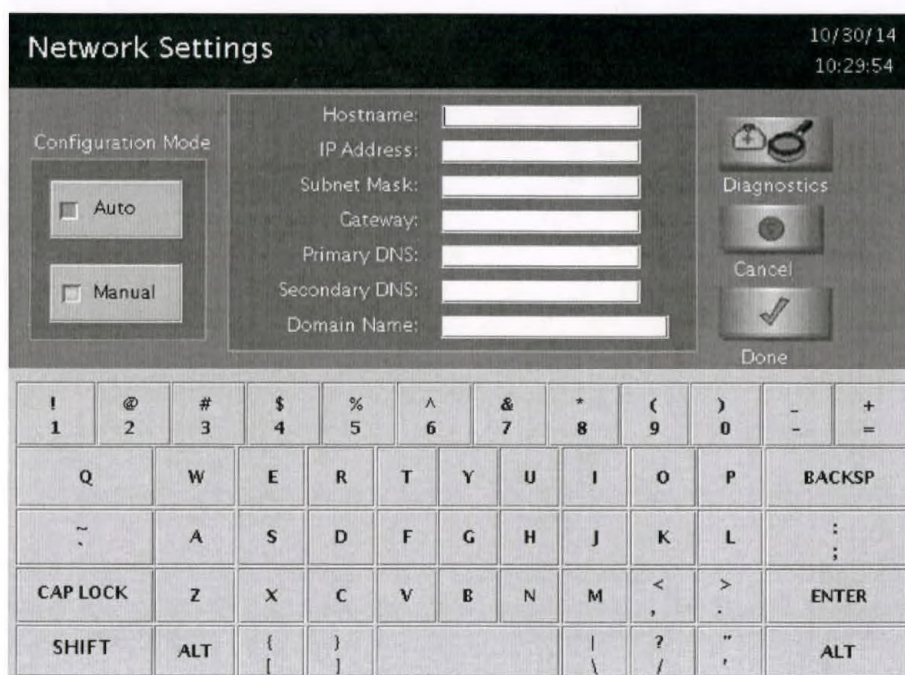 Network Settings
10/30/14
10:29:54
Configuration Mode
Auto
Manual
Hostname:
IP Address:
Subnet Mask:
Gateway:
Primary DNS:
Secondary DNS:
Domain Name:
Diagnostics
Cancel
Done
! @ # $ % ^ & * ( ) _ +
1 2 3 4 5 6 7 8 9 0 - =
Q W E R T Y U I O P BACKSP
~ :
` A S D F G H J K L ;
CAP LOCK Z X C V B N M < > ENTER
, .
SHIFT ALT { } | ? " ALT
[ ] \ / '